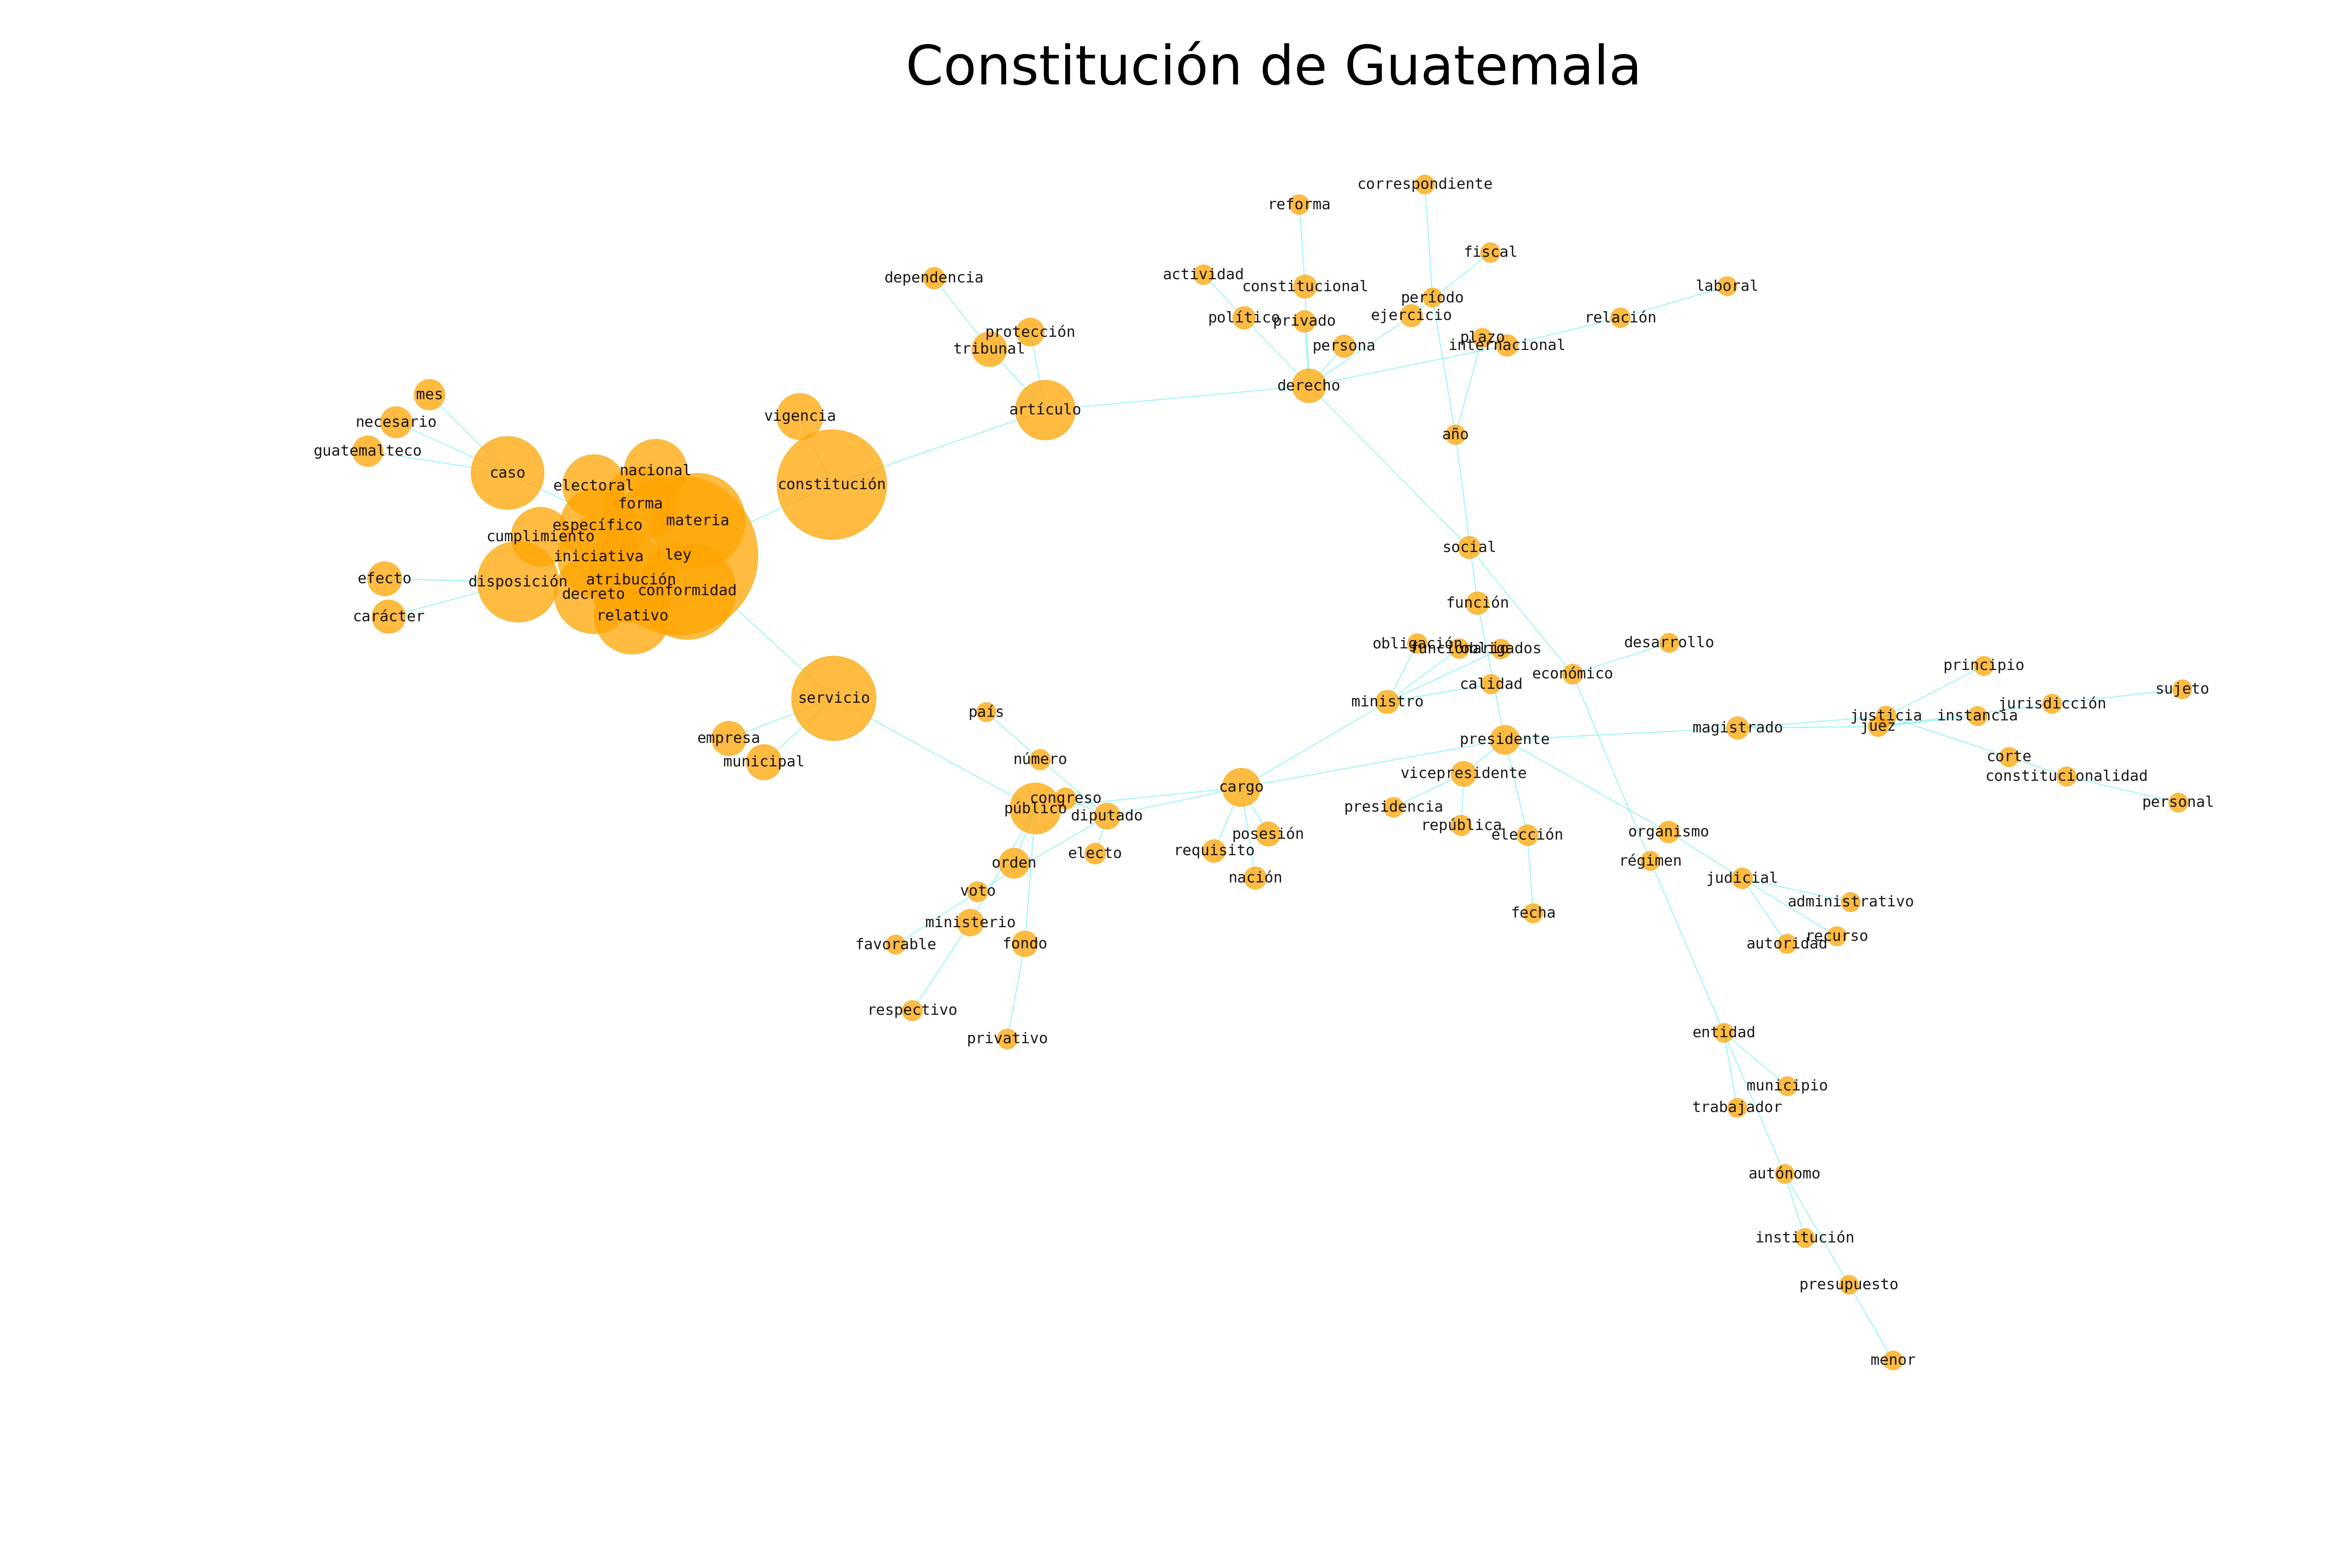 Constitución de Guatemala
correspondiente
reforma
fiscal
actividad
dependencia
constitucional
laboral
período
político
privado
ejercicio
relación
protección
tribunal
persona
plazo
internacional
derecho
mes
artículo
vigencia
necesario
año
guatemalteco
caso
nacional
electoral
constitución
forma
materia
específico
cumplimiento
social
iniciativa
ley
efecto
disposición
atribución
conformidad
decreto
función
carácter
relativo
obligación
funcionario
obligados
desarrollo
principio
económico
calidad
sujeto
servicio
ministro
jurisdicción
país
justicia
instancia
juez
magistrado
empresa
presidente
municipal
número
corte
vicepresidente
constitucionalidad
cargo
congreso
personal
público
presidencia
diputado
república
posesión
elección
organismo
requisito
electo
orden
régimen
nación
judicial
voto
administrativo
fecha
ministerio
recurso
favorable
fondo
autoridad
respectivo
entidad
privativo
municipio
trabajador
autónomo
institución
presupuesto
menor